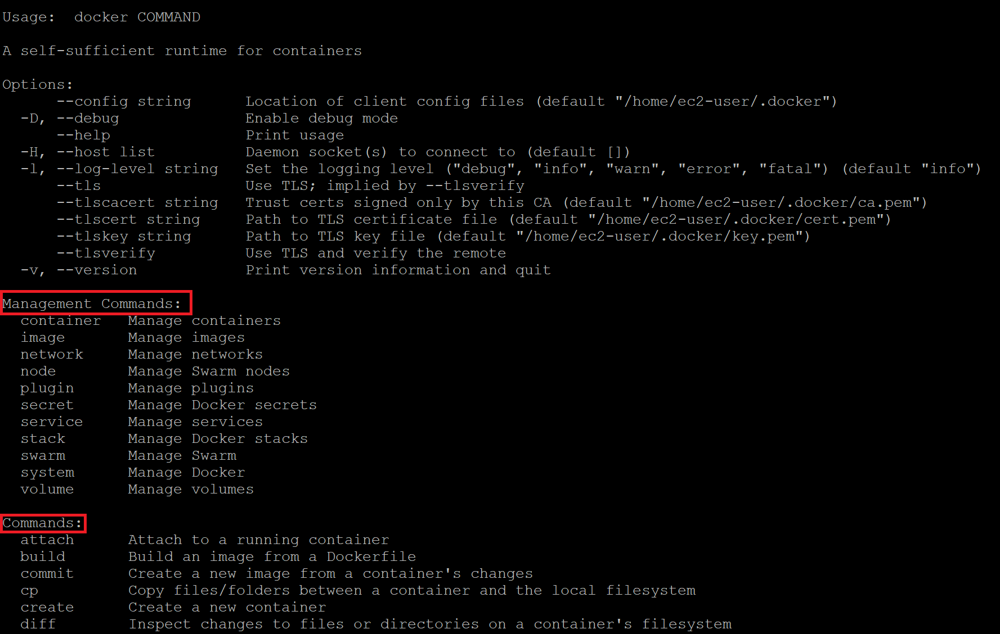 Usage:  docker COMMAND
A self-sufficient runtime for containers
Options:
      --config string      Location of client config files (default "/home/ec2-user/.docker")
  -D, --debug              Enable debug mode
      --help               Print usage
  -H, --host list          Daemon socket(s) to connect to (default [])
  -l, --log-level string   Set the logging level ("debug", "info", "warn", "error", "fatal") (default "info")
      --tls                Use TLS; implied by --tlsverify
      --tlscacert string   Trust certs signed only by this CA (default "/home/ec2-user/.docker/ca.pem")
      --tlscert string     Path to TLS certificate file (default "/home/ec2-user/.docker/cert.pem")
      --tlskey string      Path to TLS key file (default "/home/ec2-user/.docker/key.pem")
      --tlsverify          Use TLS and verify the remote
  -v, --version            Print version information and quit
Management Commands:
  container   Manage containers
  image       Manage images
  network     Manage networks
  node        Manage Swarm nodes
  plugin      Manage plugins
  secret      Manage Docker secrets
  service     Manage services
  stack       Manage Docker stacks
  swarm       Manage Swarm
  system      Manage Docker
  volume      Manage volumes
Commands:
  attach      Attach to a running container
  build       Build an image from a Dockerfile
  commit      Create a new image from a container's changes
  cp          Copy files/folders between a container and the local filesystem
  create      Create a new container
  diff        Inspect changes to files or directories on a container's filesystem